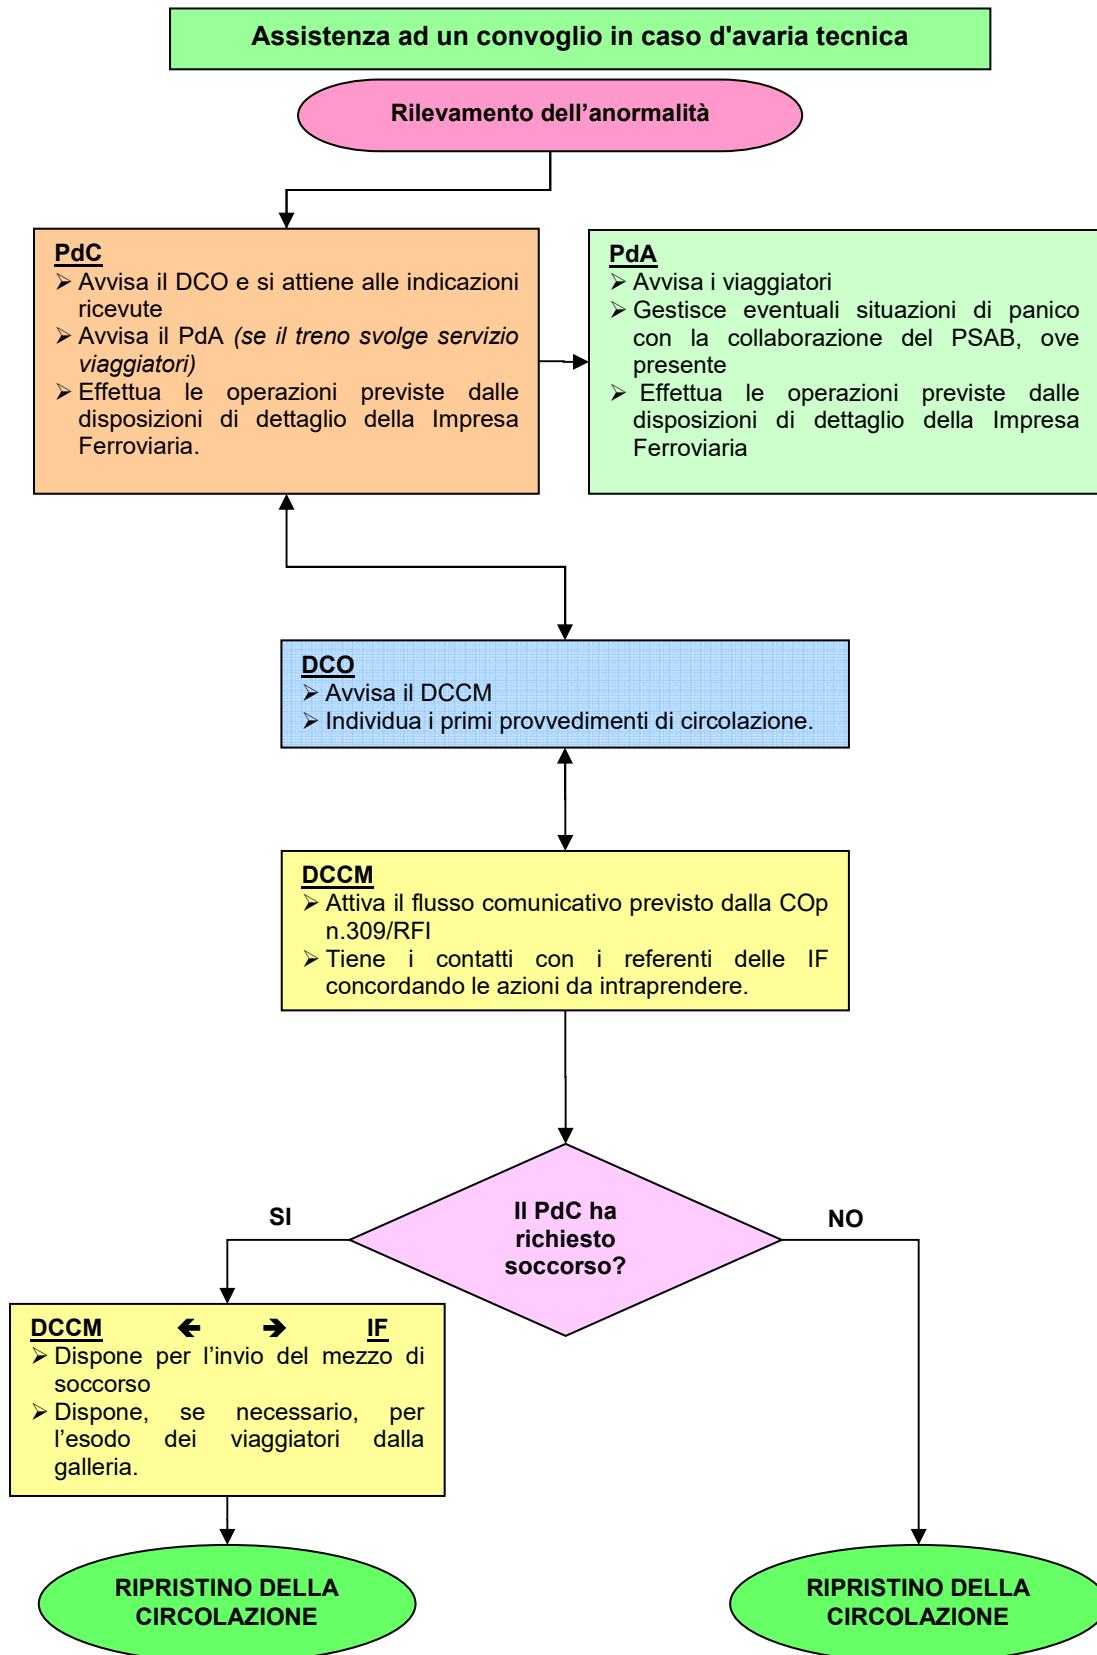 Assistenza ad un convoglio in caso d'avaria tecnica
Rilevamento dell'anormalità
PdC
➢ Avvisa il DCO e si attiene alle indicazioni
ricevute
➢ Avvisa il PdA (se il treno svolge servizio
viaggiatori)
➢ Effettua le operazioni previste dalle
disposizioni di dettaglio della Impresa
Ferroviaria.
PdA
➢ Avvisa i viaggiatori
➢ Gestisce eventuali situazioni di panico
con la collaborazione del PSAB, ove
presente
➢ Effettua le operazioni previste dalle
disposizioni di dettaglio della Impresa
Ferroviaria
DCO
➢ Avvisa il DCCM
➢ Individua i primi provvedimenti di circolazione.
DCCM
➢ Attiva il flusso comunicativo previsto dalla COp
n.309/RFI
➢ Tiene i contatti con i referenti delle IF
concordando le azioni da intraprendere.
Il PdC ha
richiesto
soccorso?
SI
NO
DCCM 🡸 🡺 IF
➢ Dispone per l'invio del mezzo di
soccorso
➢ Dispone, se necessario, per
l'esodo dei viaggiatori dalla
galleria.
RIPRISTINO DELLA
CIRCOLAZIONE
RIPRISTINO DELLA
CIRCOLAZIONE